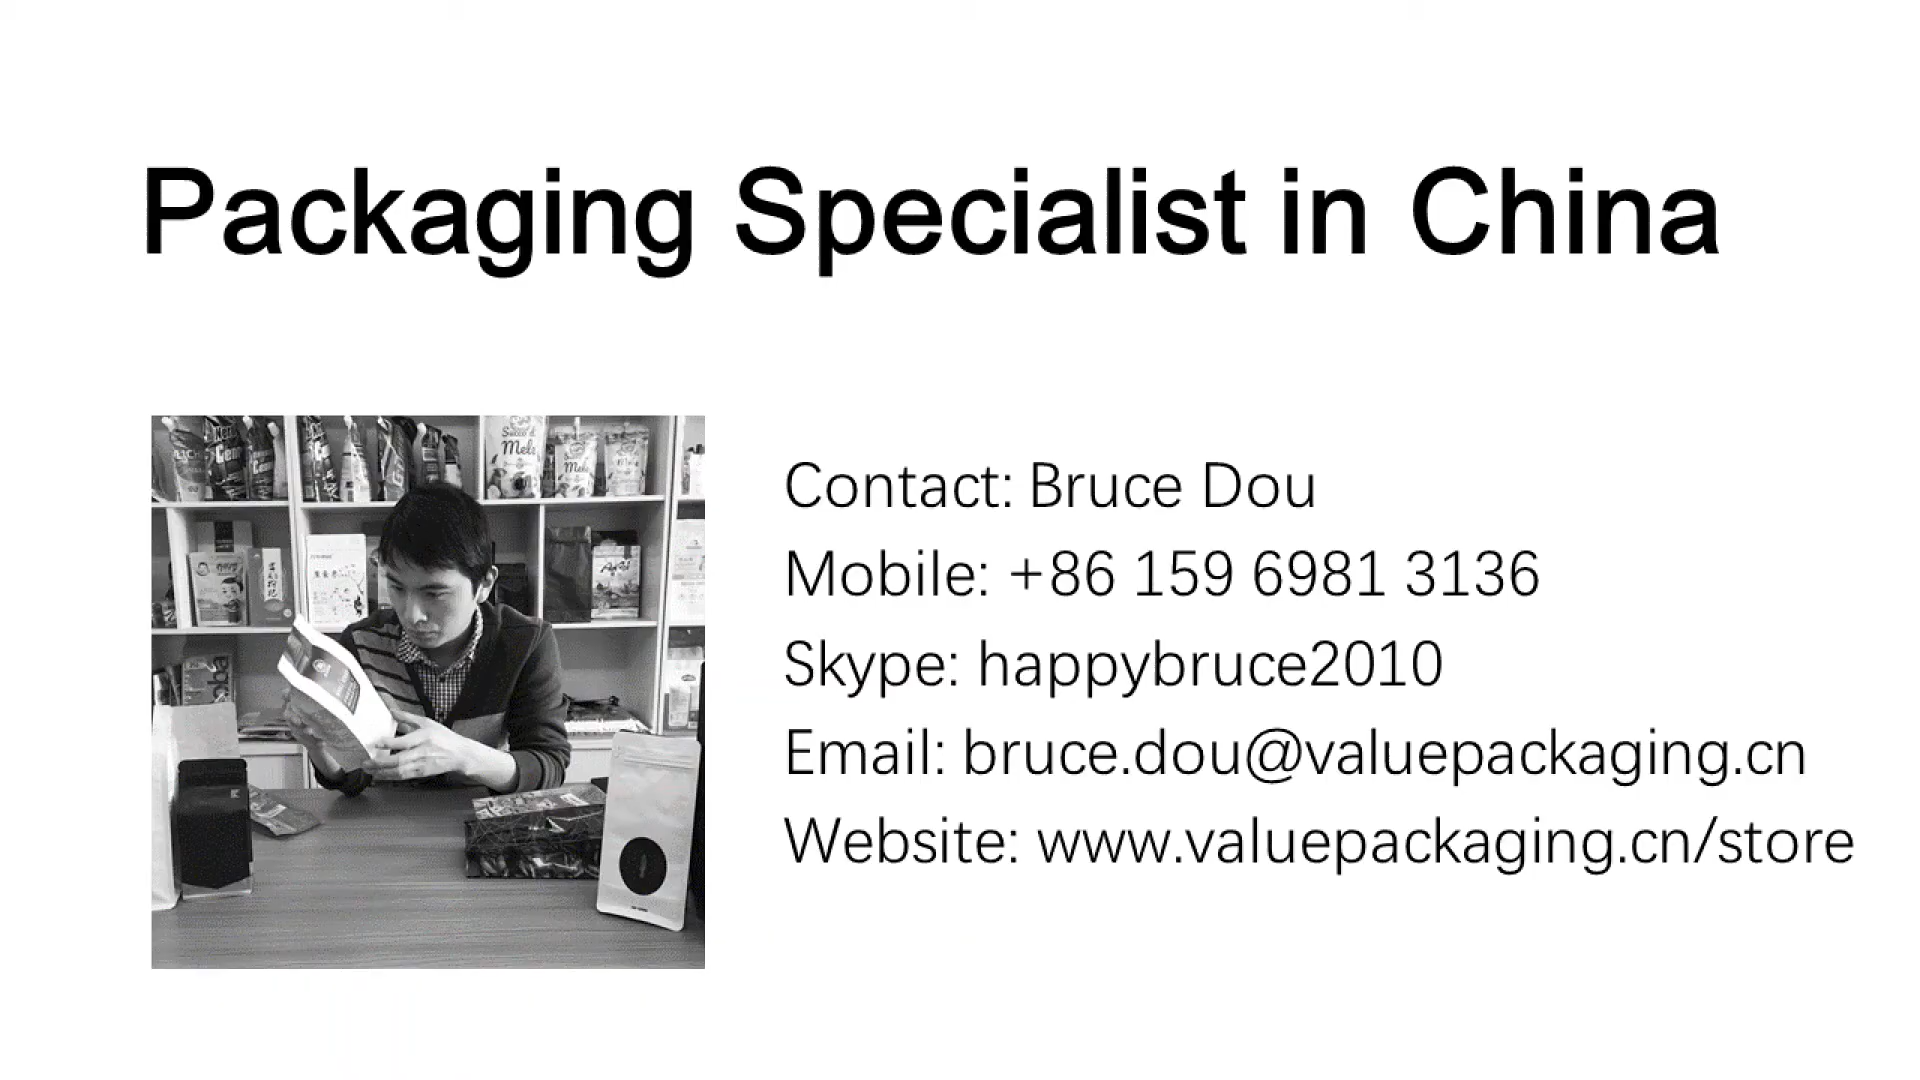 Packaging Specialist in China
Contact: Bruce Dou
Mobile: +86 159 6981 3136
Skype: happybruce2010
Email: bruce.dou@valuepackaging.cn
Website: www.valuepackaging.cn/store